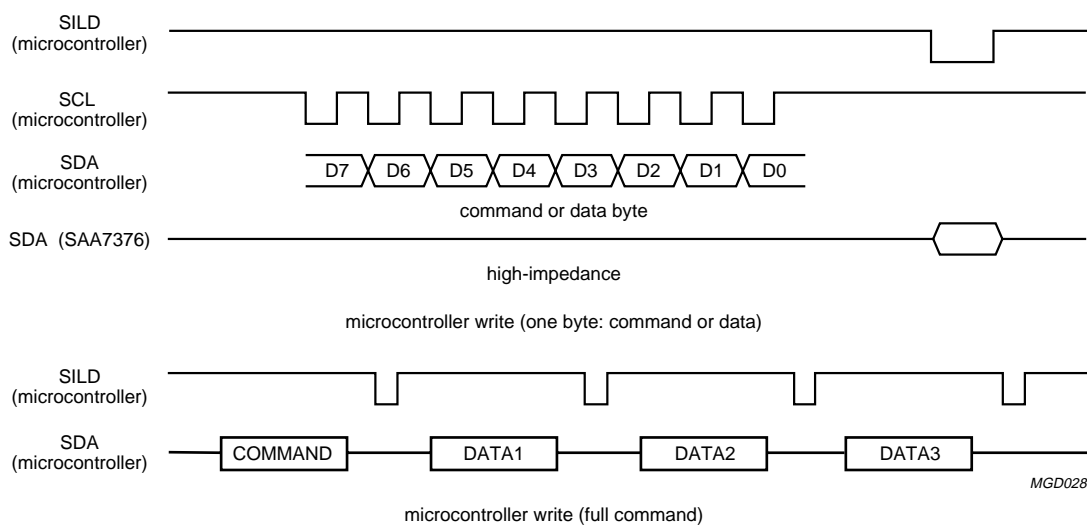 SILD
(microcontroller)
SCL
(microcontroller)
SDA
(microcontroller)
D7 D6 D5 D4 D3 D2 D1 D0
command or data byte
SDA (SAA7376)
high-impedance
microcontroller write (one byte: command or data)
SILD
(microcontroller)
SDA
(microcontroller)
COMMAND DATA1 DATA2 DATA3
MGD028
microcontroller write (full command)